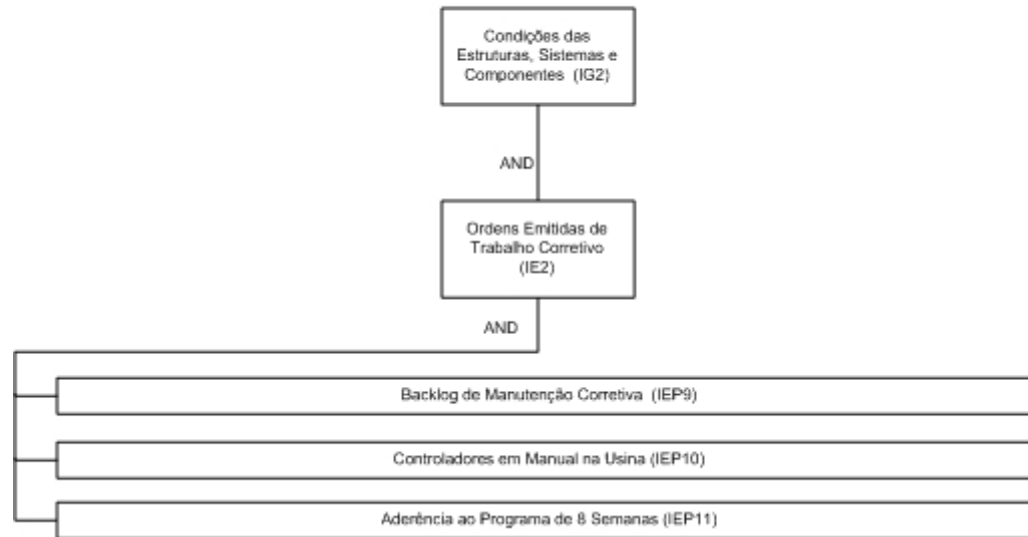 Condições das
Estruturas, Sistemas e
Componentes (IG2)
AND
Ordens Emitidas de
Trabalho Corretivo
(IE2)
AND
Backlog de Manutenção Corretiva (IEP9)
Controladores em Manual na Usina (IEP10)
Aderência ao Programa de 8 Semanas (IEP11)